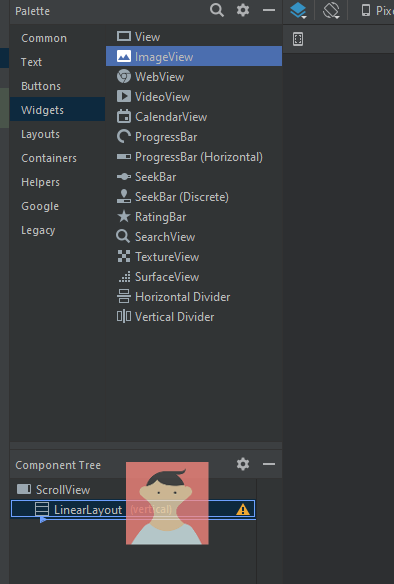 Palette
Pixe
Common
Text
Buttons
Widgets
Layouts
Containers
Helpers
Google
Legacy
View
ImageView
WebView
VideoView
CalendarView
ProgressBar
ProgressBar (Horizontal)
SeekBar
SeekBar (Discrete)
RatingBar
SearchView
TextureView
SurfaceView
Horizontal Divider
Vertical Divider
Component Tree
ScrollView
LinearLayout (vertical)